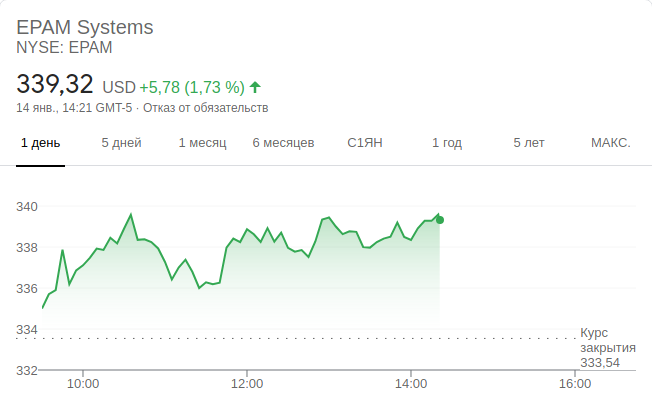 EPAM Systems
NYSE: EPAM
339,32 USD +5,78 (1,73 %)
14 янв., 14:21 GMT-5 · Отказ от обязательств
1 день 5 дней 1 месяц 6 месяцев С1ЯН 1 год 5 лет МАКС.
340
338
336
334
Курс
закрытия
333,54
332
10:00 12:00 14:00 16:00